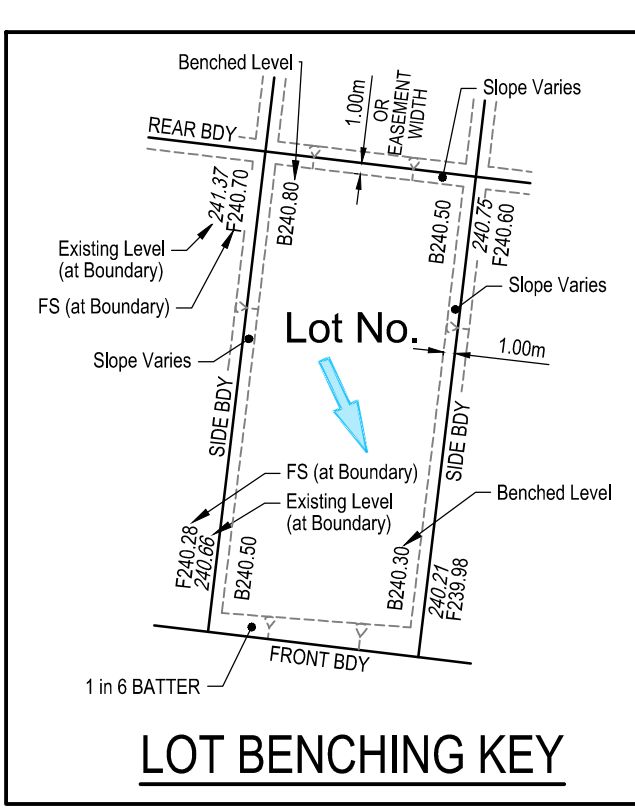 Benched Level
1.00m
OR
EASEMENT
WIDTH
Slope Varies
REAR BDY
241.37
F240.70
B240.80
B240.50
240.75
F240.60
Existing Level
(at Boundary)
FS (at Boundary)
Slope Varies
Lot No.
Slope Varies
1.00m
SIDE BDY
SIDE BDY
FS (at Boundary)
Existing Level
(at Boundary)
Benched Level
F240.28
240.66
B240.50
B240.30
240.21
F239.98
FRONT BDY
1 in 6 BATTER
LOT BENCHING KEY